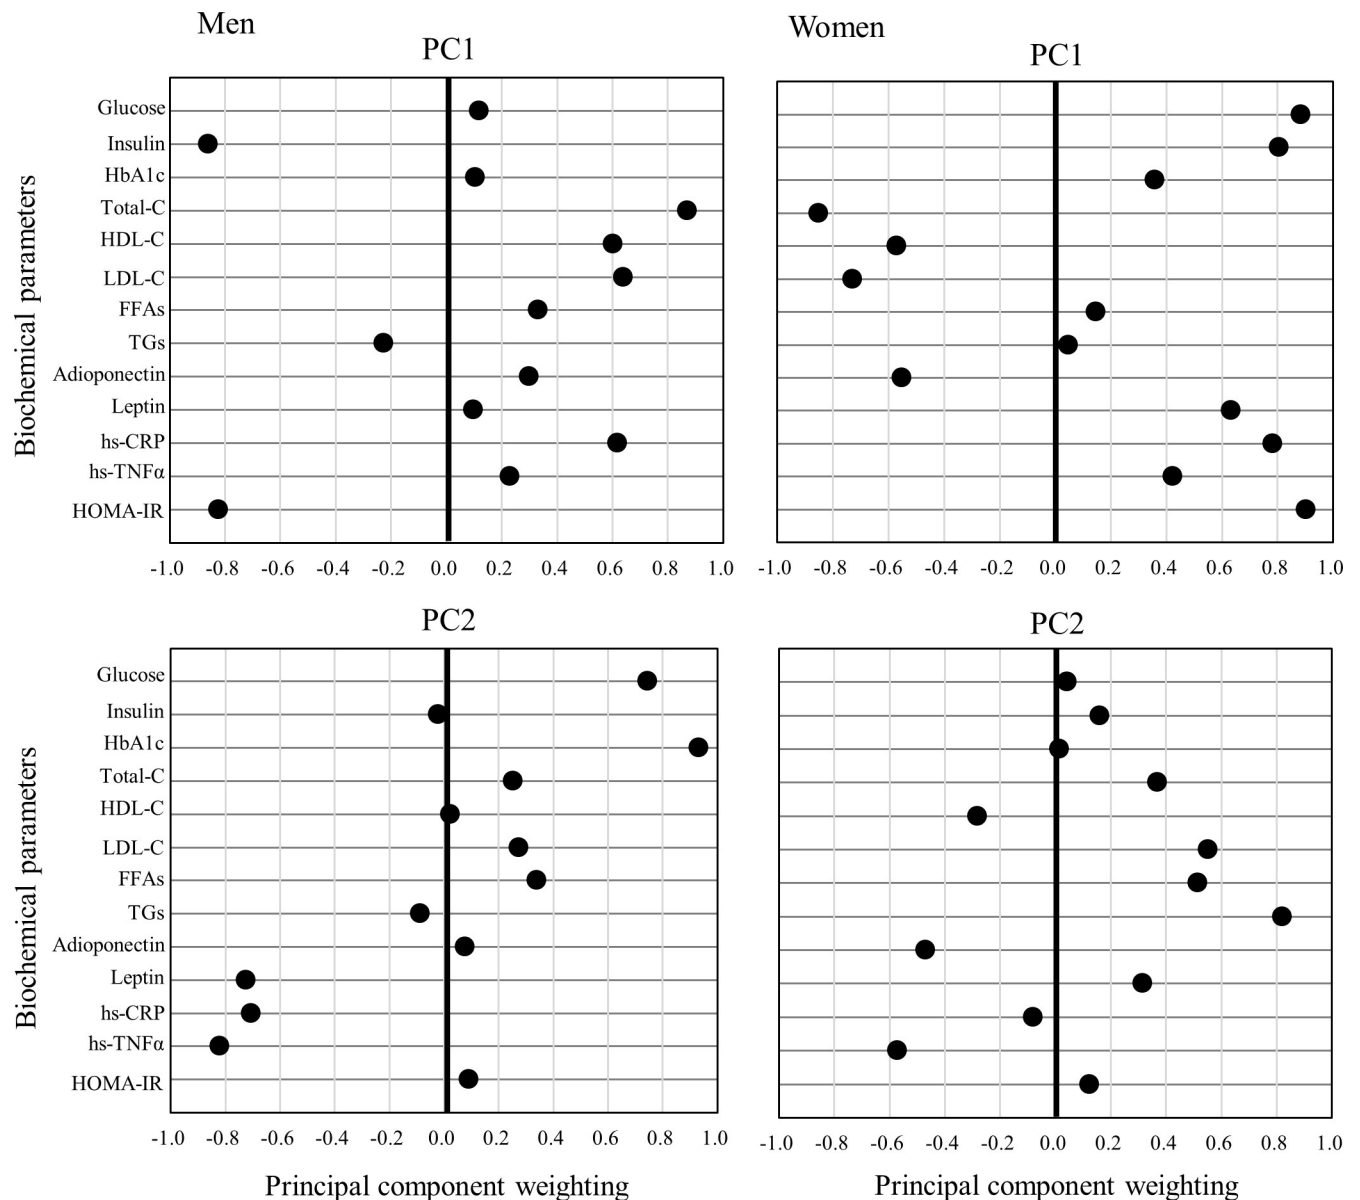 Men
Women
PC1
PC1
Biochemical parameters
Glucose
Insulin
HbA1c
Total-C
HDL-C
LDL-C
FFAs
TGs
Adioponectin
Leptin
hs-CRP
hs-TNFα
HOMA-IR
-1.0 -0.8 -0.6 -0.4 -0.2 0.0 0.2 0.4 0.6 0.8 1.0
-1.0 -0.8 -0.6 -0.4 -0.2 0.0 0.2 0.4 0.6 0.8 1.0
PC2
PC2
Biochemical parameters
Glucose
Insulin
HbA1c
Total-C
HDL-C
LDL-C
FFAs
TGs
Adioponectin
Leptin
hs-CRP
hs-TNFα
HOMA-IR
-1.0 -0.8 -0.6 -0.4 -0.2 0.0 0.2 0.4 0.6 0.8 1.0
-1.0 -0.8 -0.6 -0.4 -0.2 0.0 0.2 0.4 0.6 0.8 1.0
Principal component weighting
Principal component weighting